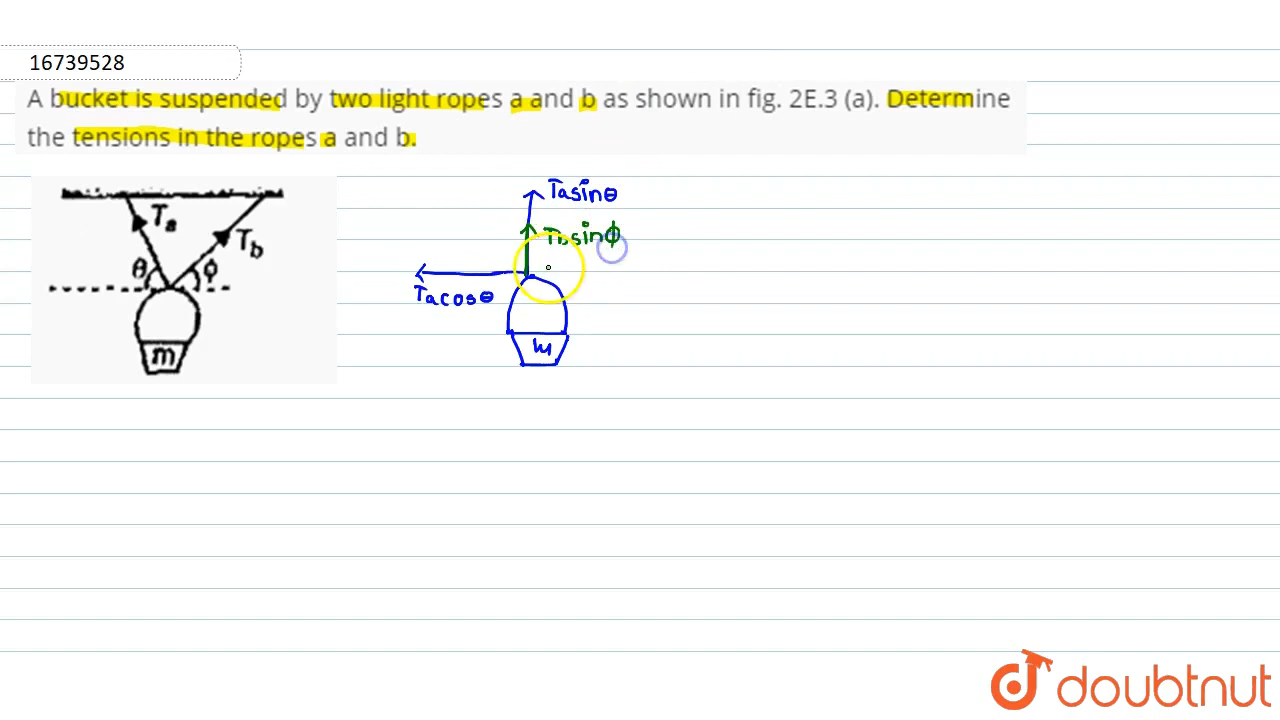 16739528
A bucket is suspended by two light ropes a and b as shown in fig. 2E.3 (a). Determine
the tensions in the ropes a and b.
Ta
Tb
θ
φ
m
Tasinθ
Tbsinϕ
Tacosθ
M
doubtnut